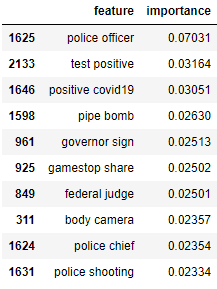 feature importance
1625 police officer 0.07031
2133 test positive 0.03164
1646 positive covid19 0.03051
1598 pipe bomb 0.02630
961 governor sign 0.02513
925 gamestop share 0.02502
849 federal judge 0.02501
311 body camera 0.02357
1624 police chief 0.02354
1631 police shooting 0.02334